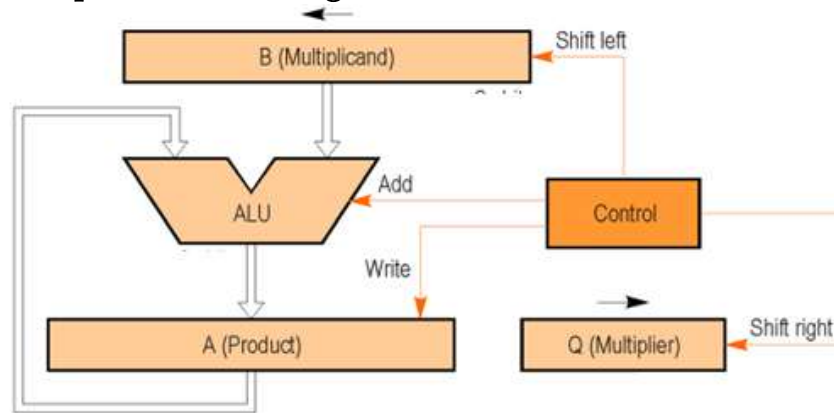 B (Multiplicand)
Shift left
Add
ALU
Control
Write
A (Product)
Q (Multiplier)
Shift right